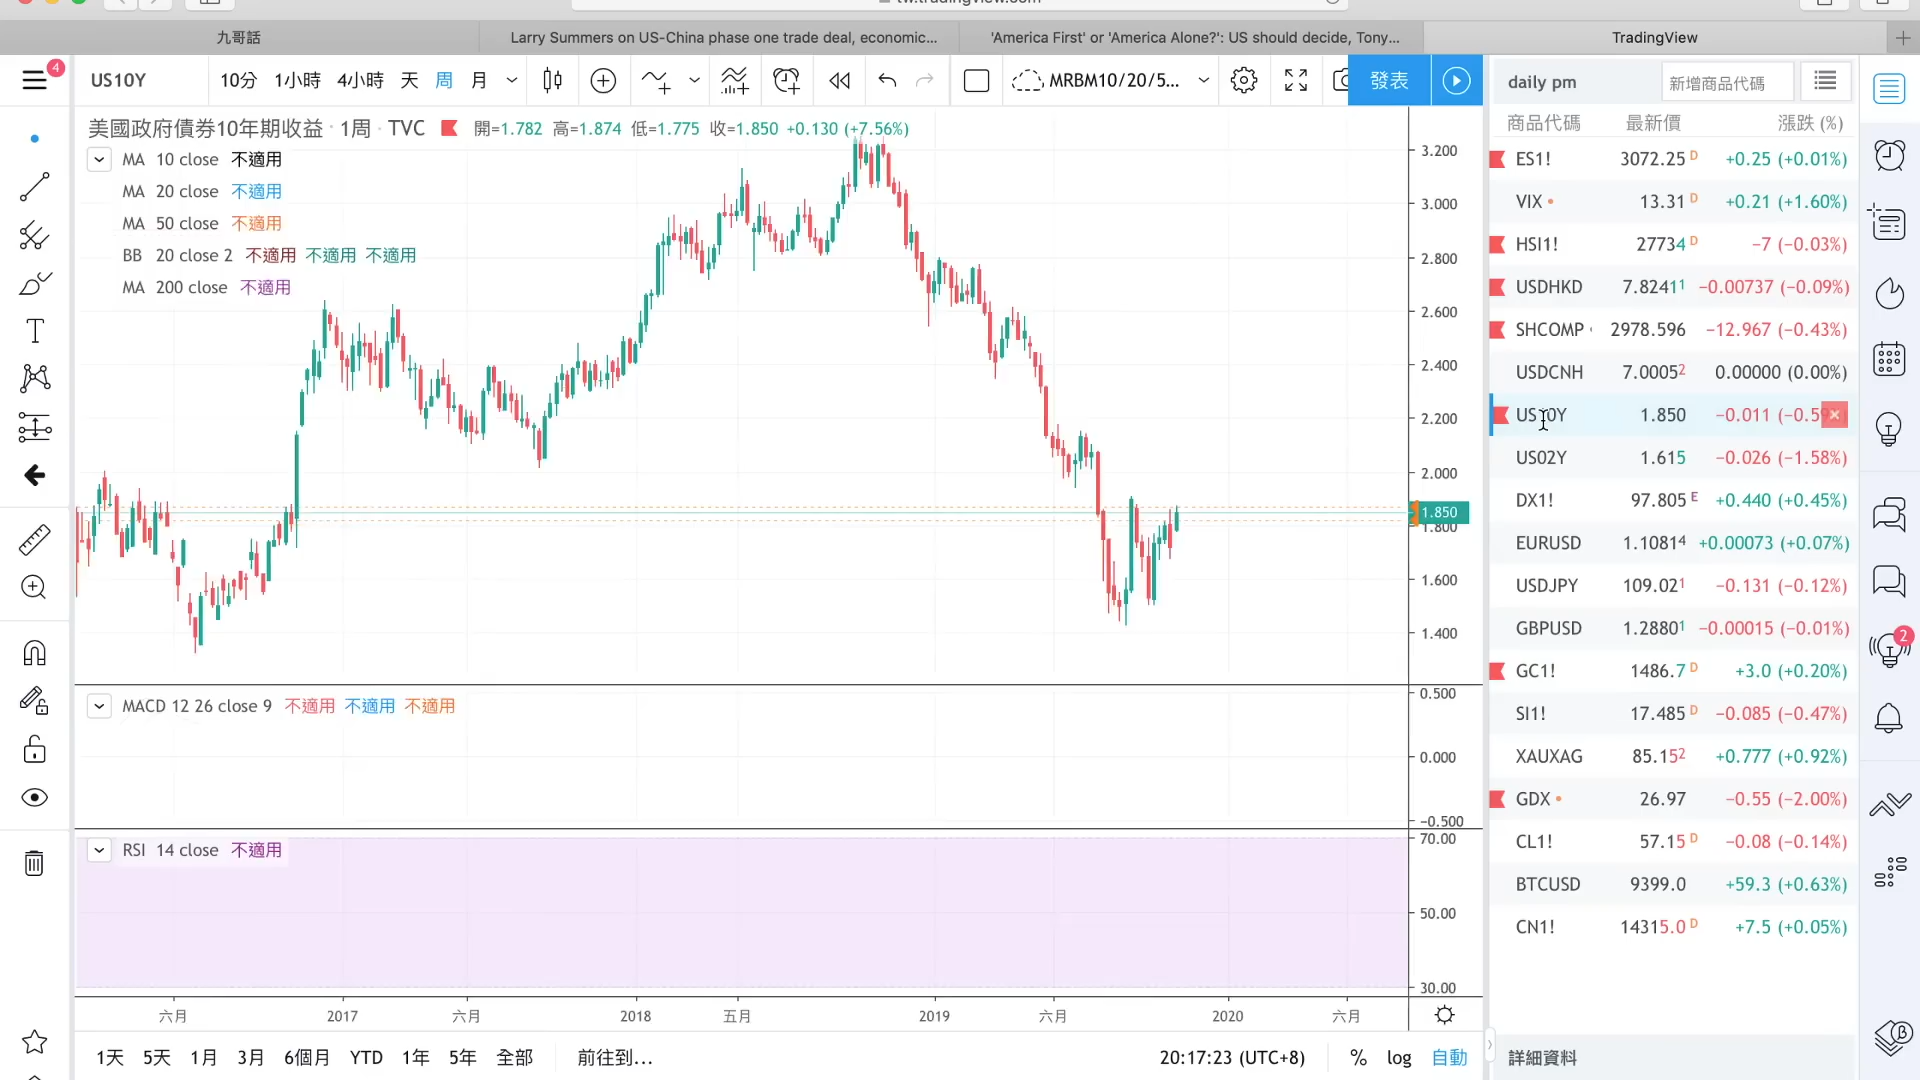 九哥話
Larry Summers on US-China phase one trade deal, economic...
'America First' or 'America Alone?': US should decide, Tony...
TradingView
4
US10Y
10分 1小時 4小時 天 周 月
MRBM10/20/5...
發表
daily pm
新增商品代碼
美國政府債券10年期收益 · 1周 · TVC 開=1.782 高=1.874 低=1.775 收=1.850 +0.130 (+7.56%)
MA 10 close 不適用
MA 20 close 不適用
MA 50 close 不適用
BB 20 close 2 不適用 不適用 不適用
MA 200 close 不適用
3.200
3.000
2.800
2.600
2.400
2.200
2.000
1.850
1.800
1.600
1.400
MACD 12 26 close 9 不適用 不適用 不適用
0.500
0.000
−0.500
RSI 14 close 不適用
70.00
50.00
30.00
六月 2017 六月 2018 五月 2019 六月 2020 六月
1天 5天 1月 3月 6個月 YTD 1年 5年 全部 前往到...
20:17:23 (UTC+8) % log 自動
商品代碼 最新價 漲跌 (%)
ES1! 3072.25 D +0.25 (+0.01%)
VIX 13.31 D +0.21 (+1.60%)
HSI1! 27734 D −7 (−0.03%)
USDHKD 7.82411 −0.00737 (−0.09%)
SHCOMP 2978.596 −12.967 (−0.43%)
USDCNH 7.00052 0.00000 (0.00%)
US10Y 1.850 −0.011 (−0.5
US02Y 1.615 −0.026 (−1.58%)
DX1! 97.805 E +0.440 (+0.45%)
EURUSD 1.10814 +0.00073 (+0.07%)
USDJPY 109.021 −0.131 (−0.12%)
GBPUSD 1.28801 −0.00015 (−0.01%)
GC1! 1486.7 D +3.0 (+0.20%)
SI1! 17.485 D −0.085 (−0.47%)
XAUXAG 85.152 +0.777 (+0.92%)
GDX 26.97 −0.55 (−2.00%)
CL1! 57.15 D −0.08 (−0.14%)
BTCUSD 9399.0 +59.3 (+0.63%)
CN1! 14315.0 D +7.5 (+0.05%)
詳細資料
2